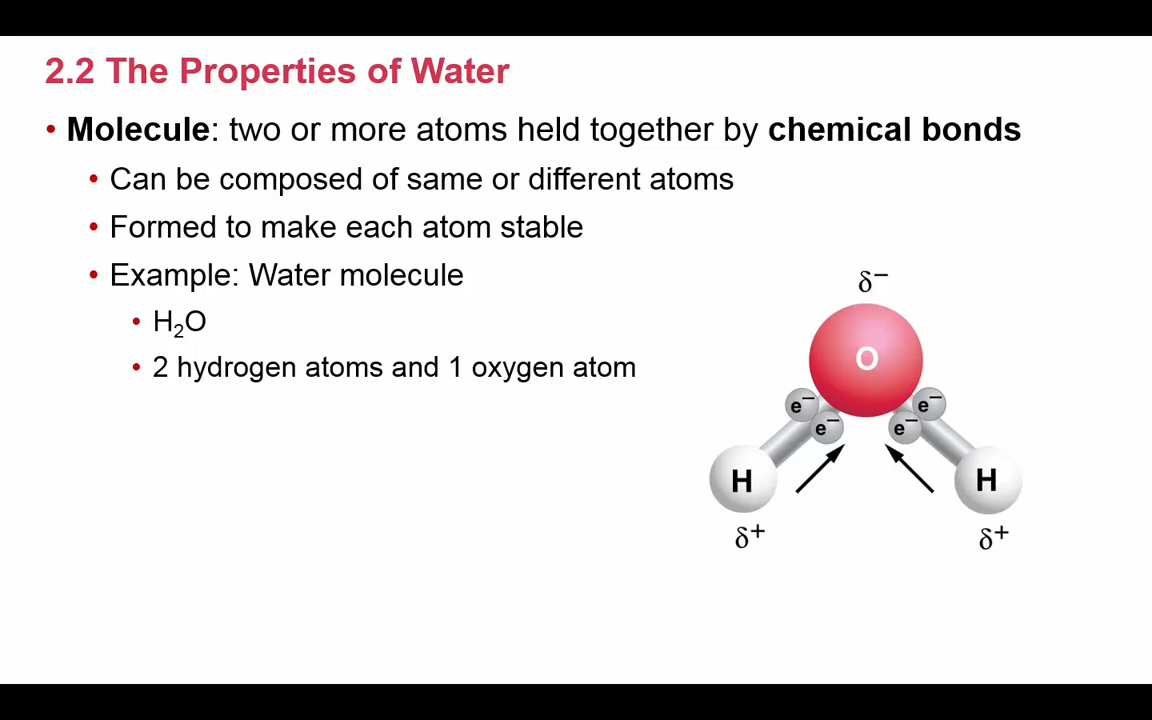 2.2 The Properties of Water
• Molecule: two or more atoms held together by chemical bonds
• Can be composed of same or different atoms
• Formed to make each atom stable
• Example: Water molecule
• H₂O
• 2 hydrogen atoms and 1 oxygen atom
δ⁻
O
e⁻ e⁻
e⁻ e⁻
H H
δ⁺ δ⁺